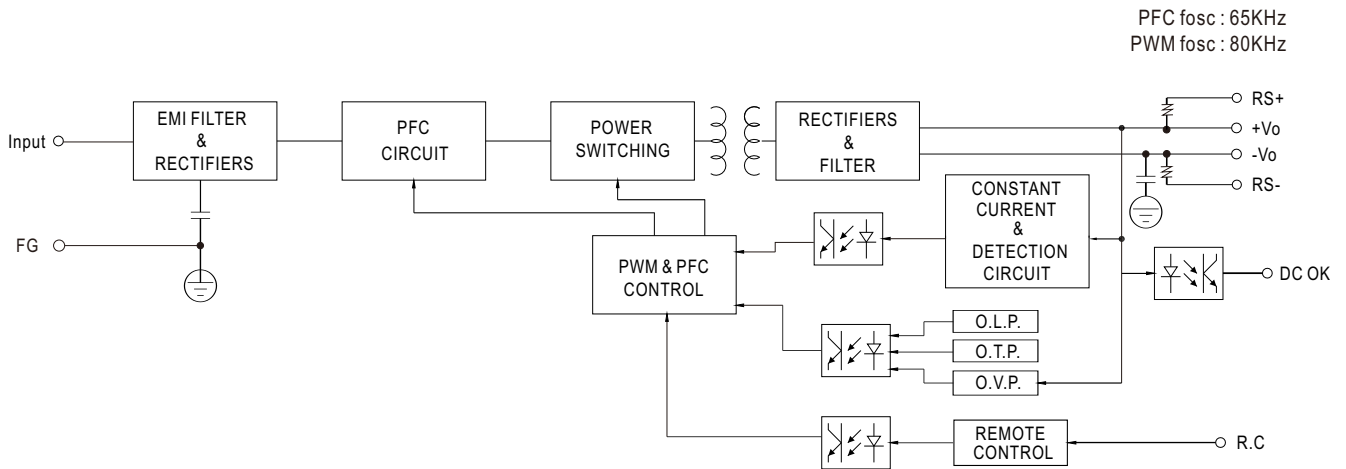 PFC fosc : 65KHz
PWM fosc : 80KHz
EMI FILTER
&
RECTIFIERS
PFC
CIRCUIT
POWER
SWITCHING
RECTIFIERS
&
FILTER
RS+
+Vo
-Vo
RS-
Input
FG
CONSTANT
CURRENT
&
DETECTION
CIRCUIT
PWM & PFC
CONTROL
DC OK
O.L.P.
O.T.P.
O.V.P.
REMOTE
CONTROL
R.C